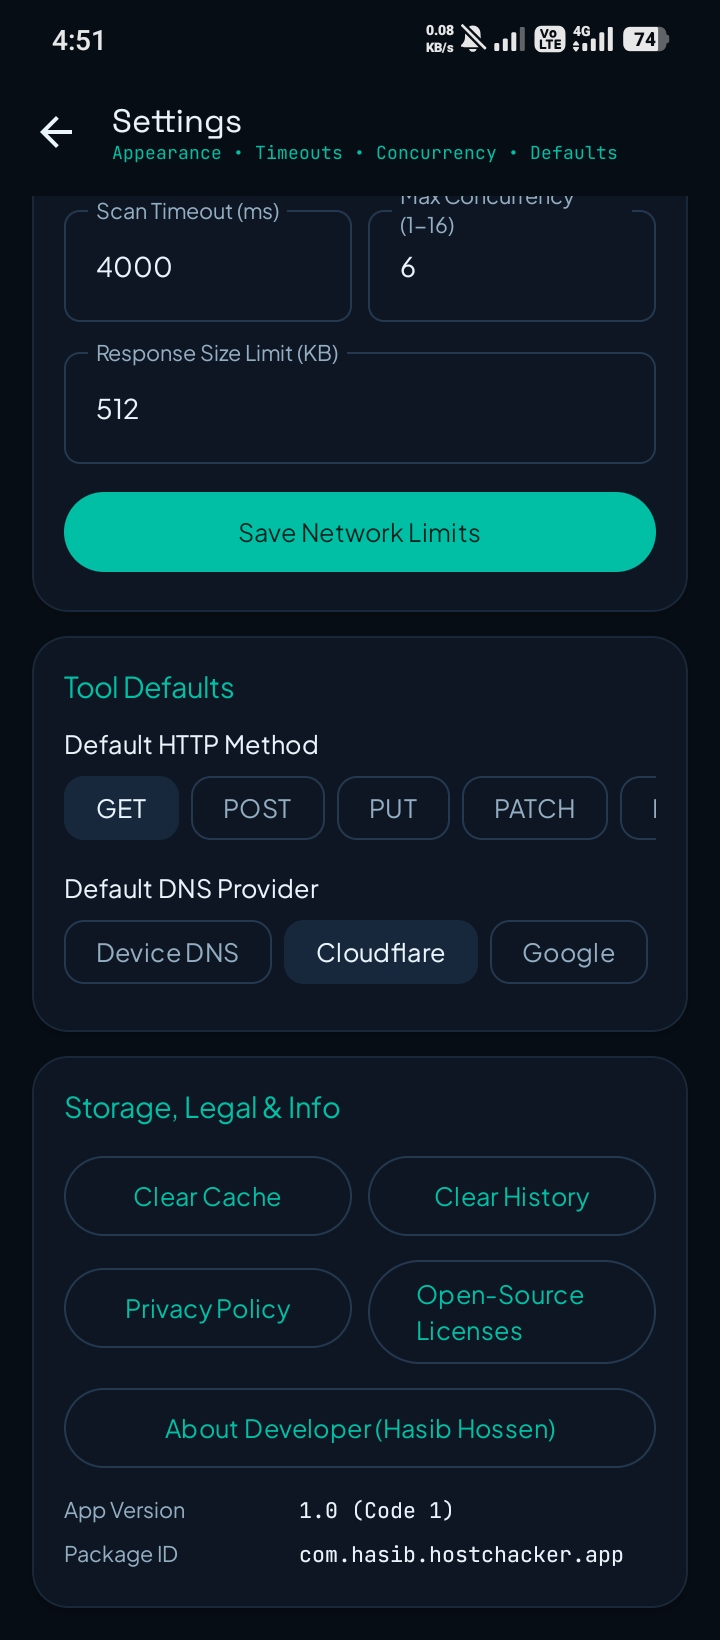 4:51
0.08
KB/s
Vo
LTE
4G
74
Settings
Appearance • Timeouts • Concurrency • Defaults
Scan Timeout (ms)
Max Concurrency
(1–16)
4000
6
Response Size Limit (KB)
512
Save Network Limits
Tool Defaults
Default HTTP Method
GET
POST
PUT
PATCH
Default DNS Provider
Device DNS
Cloudflare
Google
Storage, Legal & Info
Clear Cache
Clear History
Privacy Policy
Open-Source
Licenses
About Developer (Hasib Hossen)
App Version
1.0 (Code 1)
Package ID
com.hasib.hostchacker.app